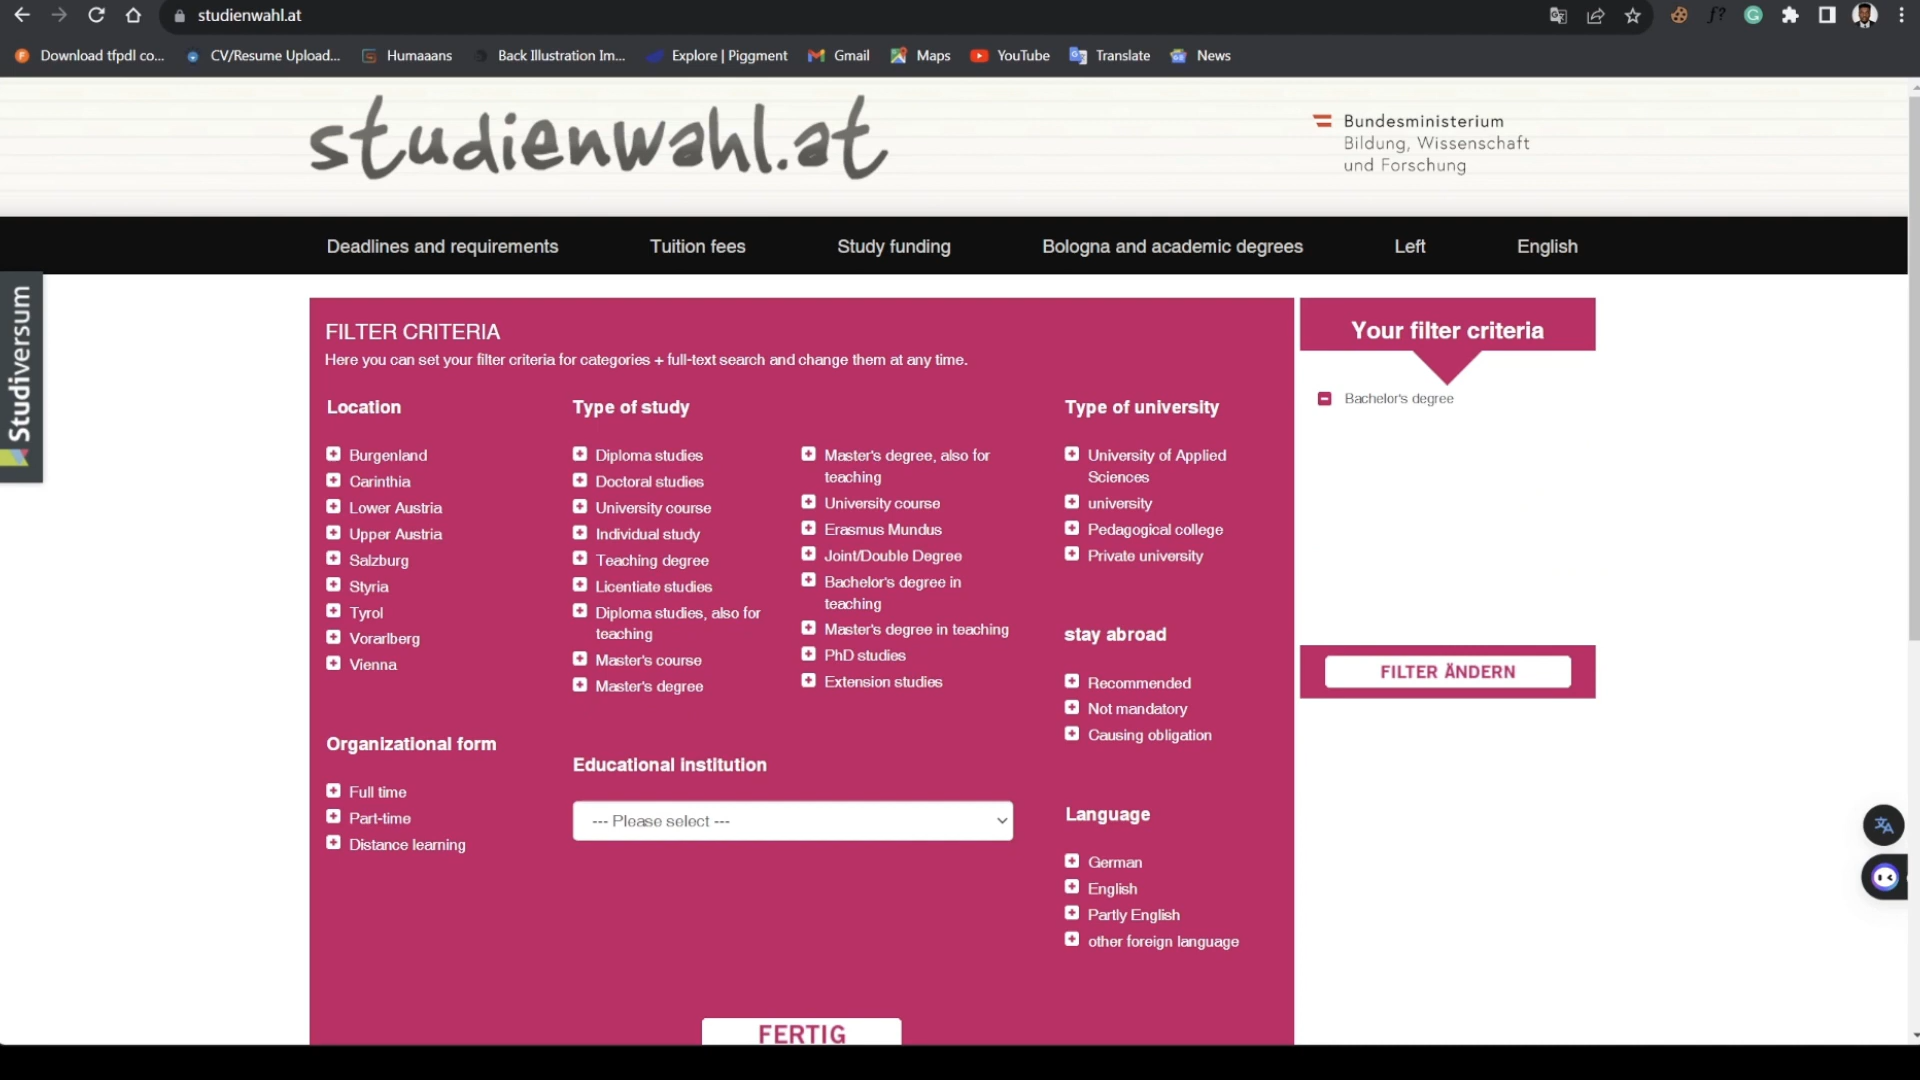 studienwahl.at
Download tfpdl co...
CV/Resume Upload...
Humaaans
Back Illustration Im...
Explore | Piggment
Gmail
Maps
YouTube
Translate
News
studienwahl.at
Bundesministerium
Bildung, Wissenschaft
und Forschung
Deadlines and requirements
Tuition fees
Study funding
Bologna and academic degrees
Left
English
Studiversum
FILTER CRITERIA
Here you can set your filter criteria for categories + full-text search and change them at any time.
Location
Burgenland
Carinthia
Lower Austria
Upper Austria
Salzburg
Styria
Tyrol
Vorarlberg
Vienna
Organizational form
Full time
Part-time
Distance learning
Type of study
Diploma studies
Doctoral studies
University course
Individual study
Teaching degree
Licentiate studies
Diploma studies, also for
teaching
Master's course
Master's degree
Master's degree, also for
teaching
University course
Erasmus Mundus
Joint/Double Degree
Bachelor's degree in
teaching
Master's degree in teaching
PhD studies
Extension studies
Educational institution
--- Please select ---
Type of university
University of Applied
Sciences
university
Pedagogical college
Private university
stay abroad
Recommended
Not mandatory
Causing obligation
Language
German
English
Partly English
other foreign language
FERTIG
Your filter criteria
Bachelor's degree
FILTER ÄNDERN